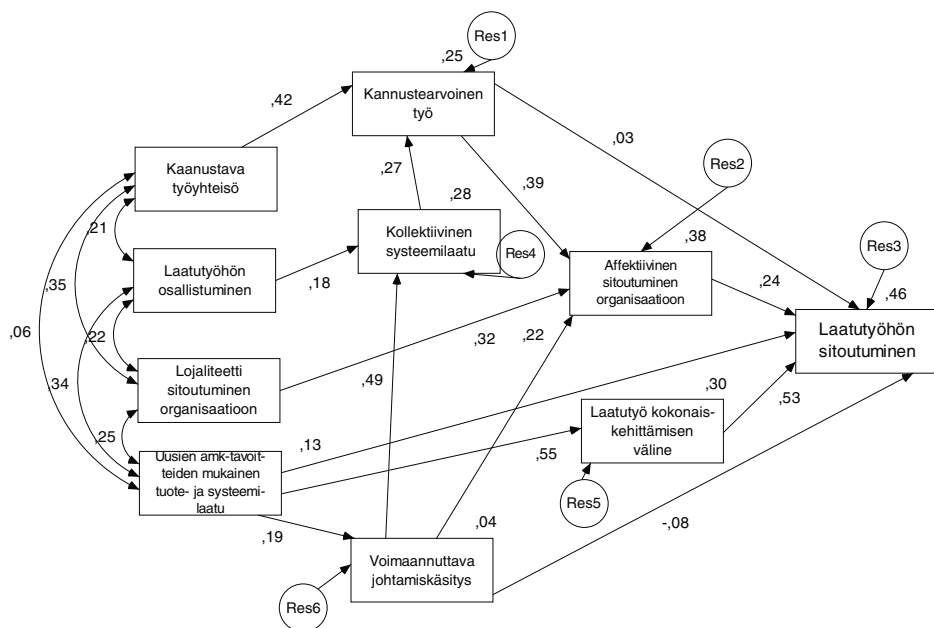 Res1
,25
Kannustearvoinen
työ
,42
,03
Res2
Kaanustava
työyhteisö
,27
,39
,28
Kollektiivinen
systeemilaatu
Res4
,21
,38
Res3
Laatutyöhön
osallistuminen
,18
Affektiivinen
sitoutuminen
organisaatioon
,24
,46
,35
,06
,22
,32
,22
Laatutyöhön
sitoutuminen
Lojaliteetti
sitoutuminen
organisaatioon
,34
,49
,30
,53
Laatutyö kokonais-
kehittämisen
väline
,25
,13
,55
Uusien amk-tavoit-
teiden mukainen
tuote- ja systeemi-
laatu
Res5
,19
,04
-,08
Voimaannuttava
johtamiskäsitys
Res6